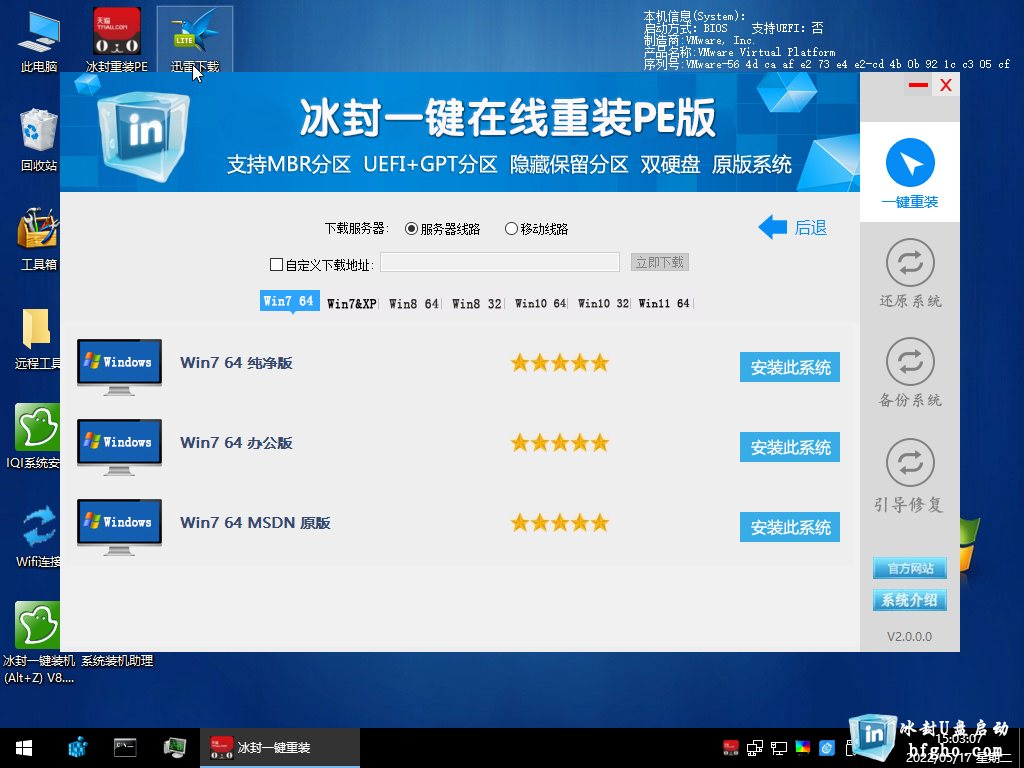 本机信息(System):
启动方式: BIOS 支持UEFI: 否
制造商:VMware, Inc.
产品名称:VMware Virtual Platform
序列号:VMware-56 4d ca af e2 73 e4 e2-cd 4b 0b 92 1c c3 05 cf
此电脑
冰封重装PE
迅雷下载
TMALL.COM
LITE
回收站
工具箱
远程工具
IQI系统安
Wifi连接
冰封一键装机
(Alt+Z) V8....
系统装机助理
in
冰封一键在线重装PE版
支持MBR分区 UEFI+GPT分区 隐藏保留分区 双硬盘 原版系统
X
一键重装
还原系统
备份系统
引导修复
官方网站
系统介绍
V2.0.0.0
下载服务器:
服务器线路
移动线路
后退
自定义下载地址:
立即下载
Win7 64
Win7&XP
Win8 64
Win8 32
Win10 64
Win10 32
Win11 64
Windows
Win7 64 纯净版
安装此系统
Windows
Win7 64 办公版
安装此系统
Windows
Win7 64 MSDN 原版
安装此系统
冰封一键重装
in
冰封U盘启动
15:03:07
bfgho.com
2022/05/17 星期二